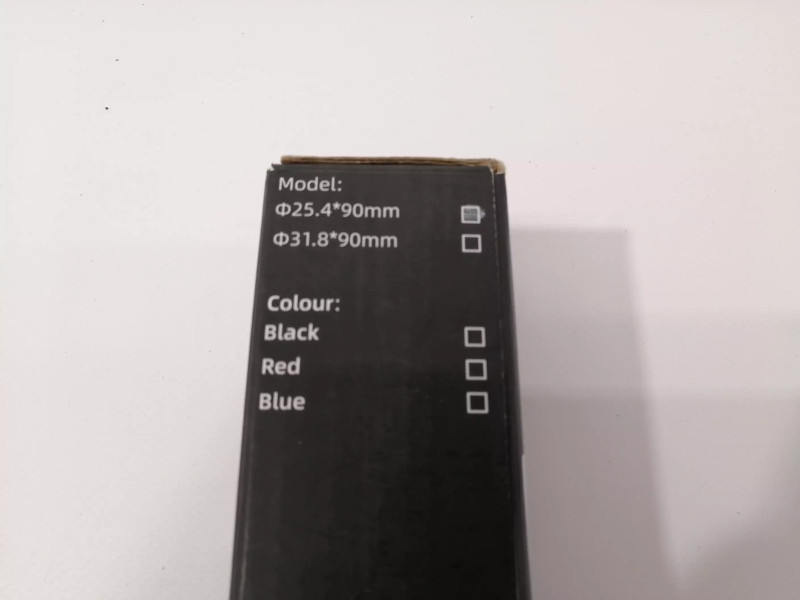 Model:
Φ25.4*90mm
Φ31.8*90mm
Colour:
Black
Red
Blue